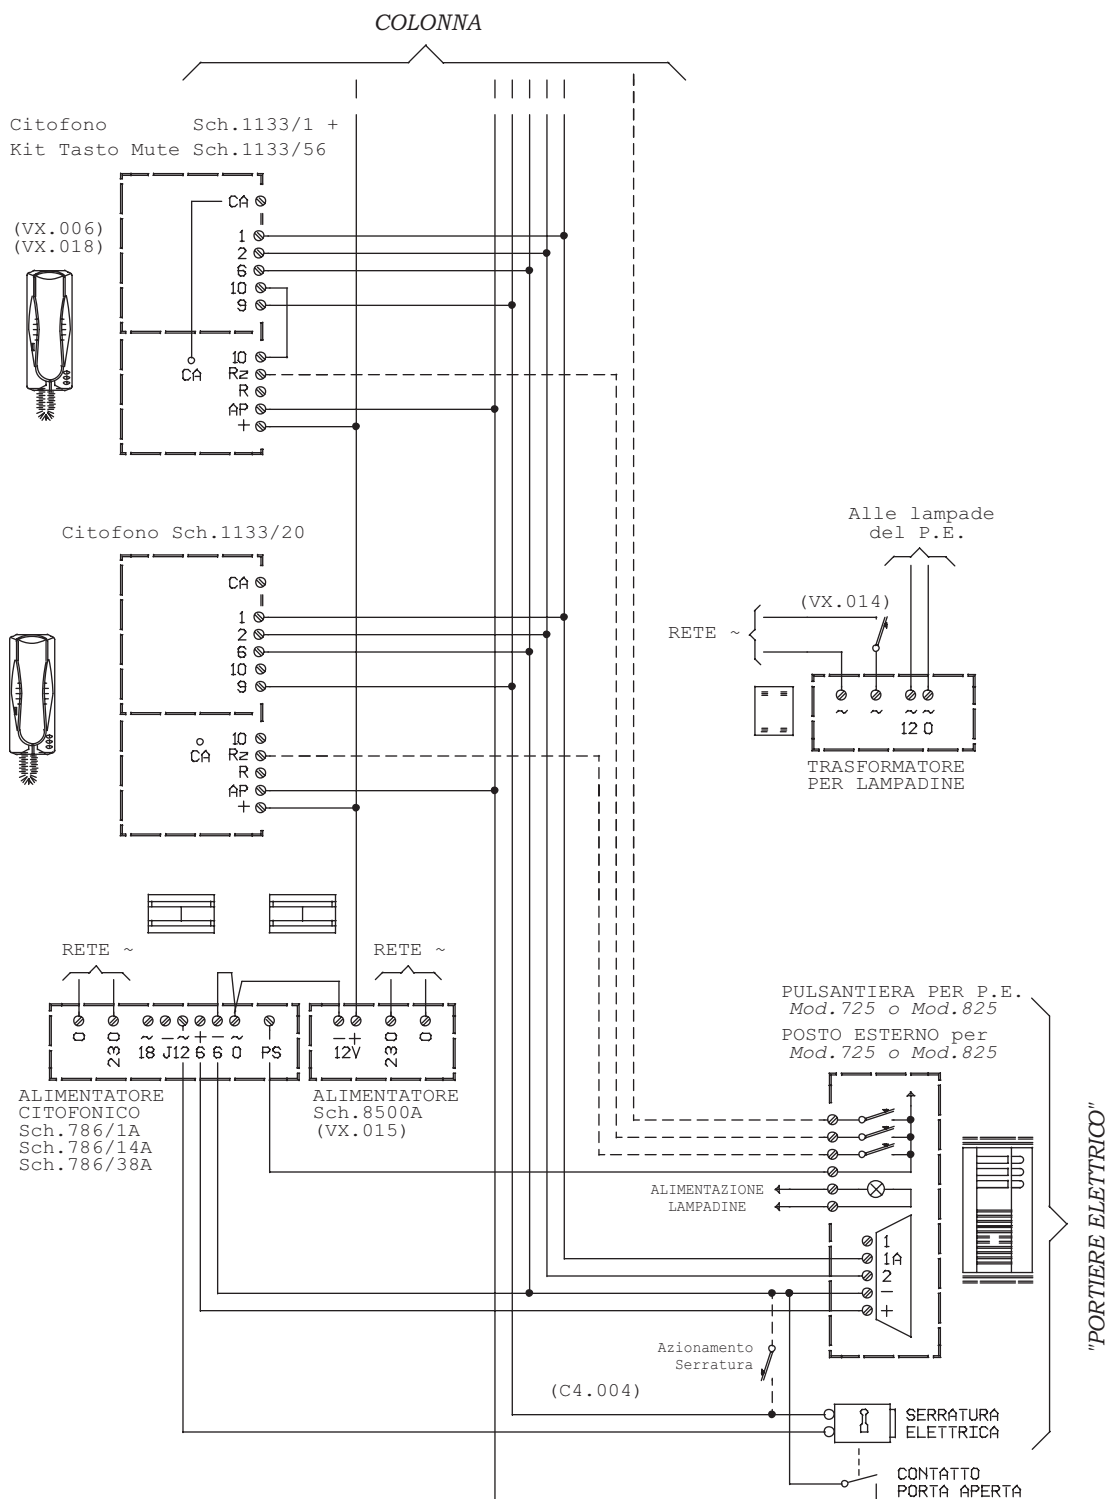 COLONNA
Citofono Sch.1133/1 +
Kit Tasto Mute Sch.1133/56
(VX.006)
(VX.018)
CA
1
2
6
10
9
CA
10
Rz
R
AP
+
Citofono Sch.1133/20
CA
1
2
6
10
9
CA
10
Rz
R
AP
+
Alle lampade
del P.E.
(VX.014)
RETE ~
~ ~ ~ ~
12 0
TRASFORMATORE
PER LAMPADINE
RETE ~
RETE ~
0 230 ~ – ~ + – ~
18 J12 6 6 0 PS
– + 230 0
12V
ALIMENTATORE
CITOFONICO
Sch.786/1A
Sch.786/14A
Sch.786/38A
ALIMENTATORE
Sch.8500A
(VX.015)
PULSANTIERA PER P.E.
Mod.725 o Mod.825
POSTO ESTERNO per
Mod.725 o Mod.825
ALIMENTAZIONE
LAMPADINE
1
1A
2
–
+
"PORTIERE ELETTRICO"
Azionamento
Serratura
(C4.004)
SERRATURA
ELETTRICA
CONTATTO
PORTA APERTA